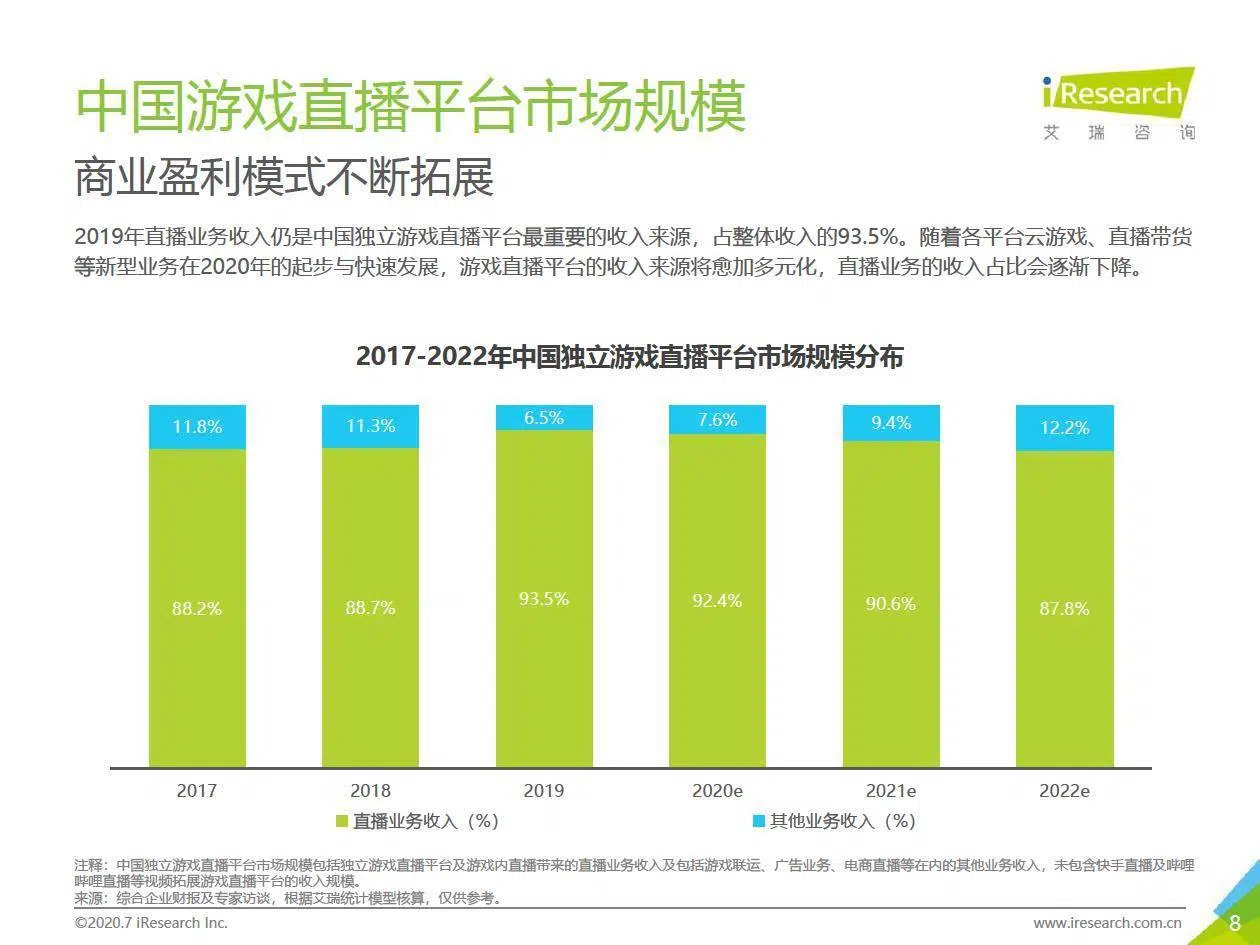 中国游戏直播平台市场规模
iResearch
艾 瑞 咨 询
商业盈利模式不断拓展
2019年直播业务收入仍是中国独立游戏直播平台最重要的收入来源，占整体收入的93.5%。随着各平台云游戏、直播带货
等新型业务在2020年的起步与快速发展，游戏直播平台的收入来源将愈加多元化，直播业务的收入占比会逐渐下降。
2017-2022年中国独立游戏直播平台市场规模分布
11.8% 11.3% 6.5% 7.6% 9.4% 12.2%
88.2% 88.7% 93.5% 92.4% 90.6% 87.8%
2017 2018 2019 2020e 2021e 2022e
直播业务收入（%） 其他业务收入（%）
注释：中国独立游戏直播平台市场规模包括独立游戏直播平台及游戏内直播带来的直播业务收入及包括游戏联运、广告业务、电商直播等在内的其他业务收入，未包含快手直播及哔哩
哔哩直播等视频拓展游戏直播平台的收入规模。
来源：综合企业财报及专家访谈，根据艾瑞统计模型核算，仅供参考。
©2020.7 iResearch Inc. www.iresearch.com.cn 8